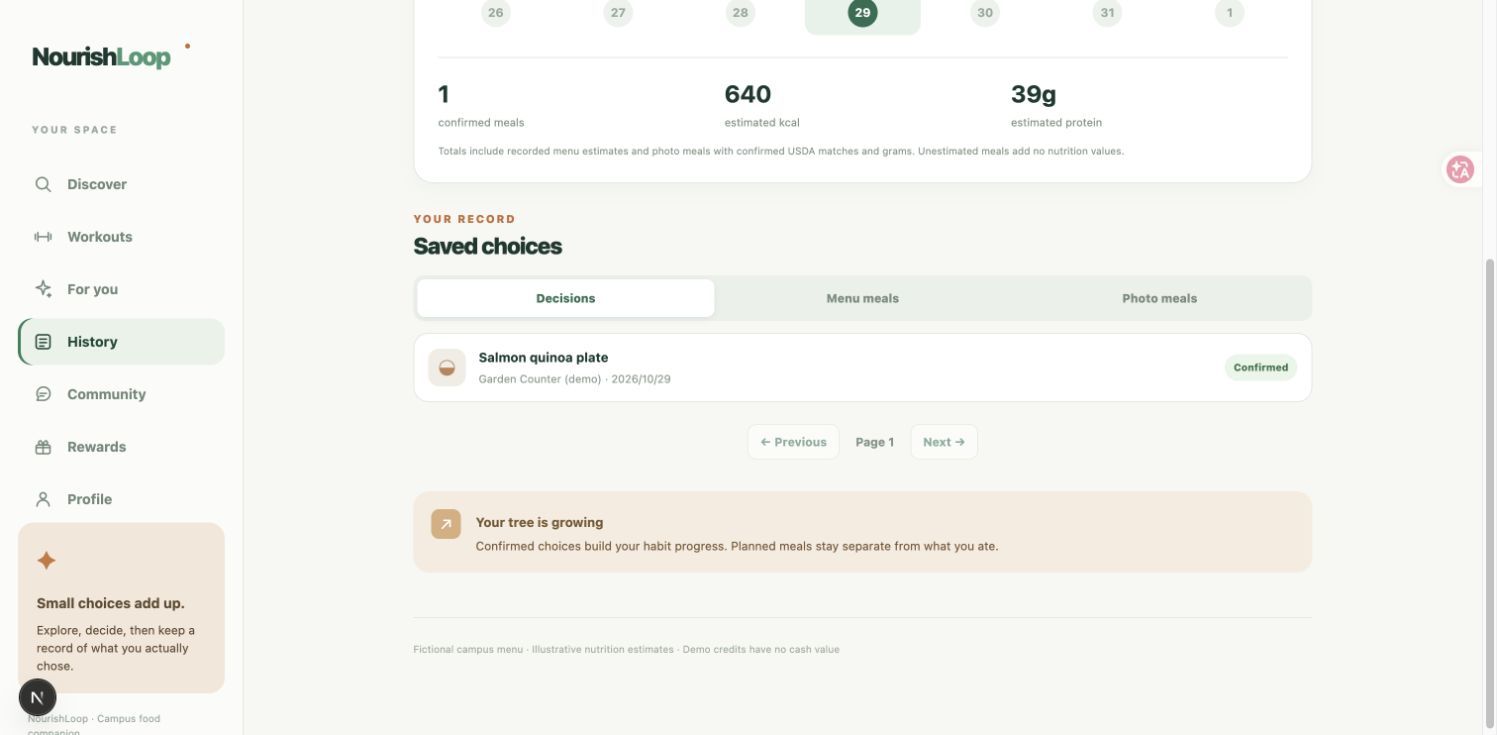 NourishLoop
YOUR SPACE
Discover
Workouts
For you
History
Community
Rewards
Profile
Small choices add up.
Explore, decide, then keep a
record of what you actually
chose.
N
NourishLoop · Campus food
companion
26 27 28 29 30 31 1
1 640 39g
confirmed meals estimated kcal estimated protein
Totals include recorded menu estimates and photo meals with confirmed USDA matches and grams. Unestimated meals add no nutrition values.
YOUR RECORD
Saved choices
Decisions Menu meals Photo meals
Salmon quinoa plate
Garden Counter (demo) · 2026/10/29
Confirmed
← Previous Page 1 Next →
Your tree is growing
Confirmed choices build your habit progress. Planned meals stay separate from what you ate.
Fictional campus menu · Illustrative nutrition estimates · Demo credits have no cash value